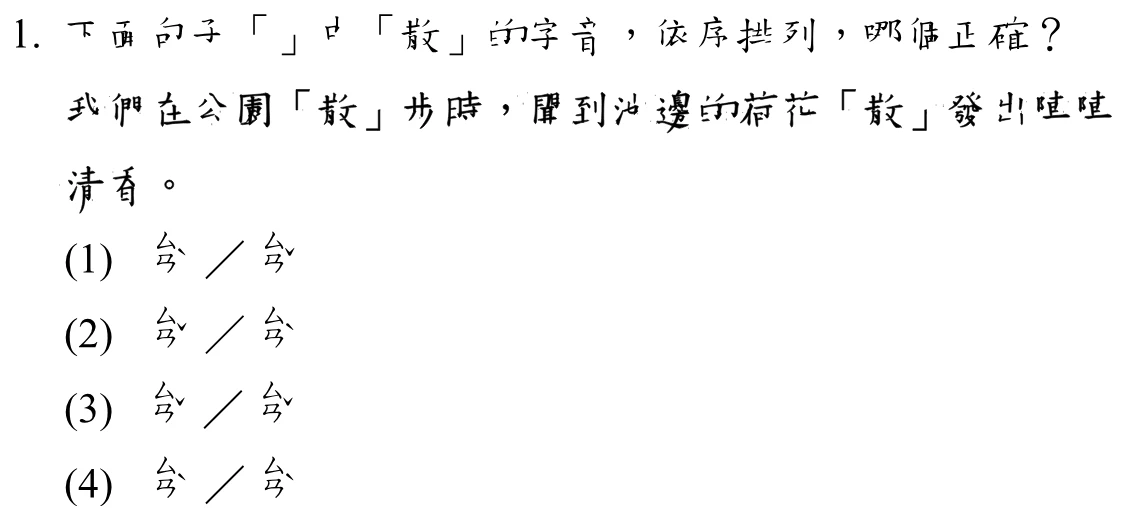 1. 下面句子「」中「散」的字音，依序排列，哪個正確？
我們在公園「散」步時，聞到池邊的荷花「散」發出陣陣
清香。
(1) ㄙㄢˋ／ㄙㄢˇ
(2) ㄙㄢˇ／ㄙㄢˋ
(3) ㄙㄢˇ／ㄙㄢˇ
(4) ㄙㄢˋ／ㄙㄢˋ